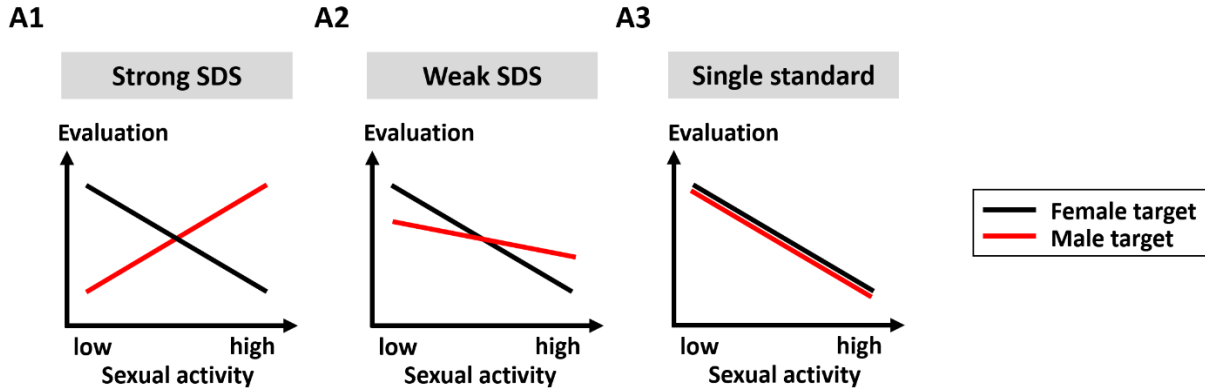 A1
A2
A3
Strong SDS
Weak SDS
Single standard
Evaluation
Evaluation
Evaluation
Female target
Male target
low high
low high
low high
Sexual activity
Sexual activity
Sexual activity